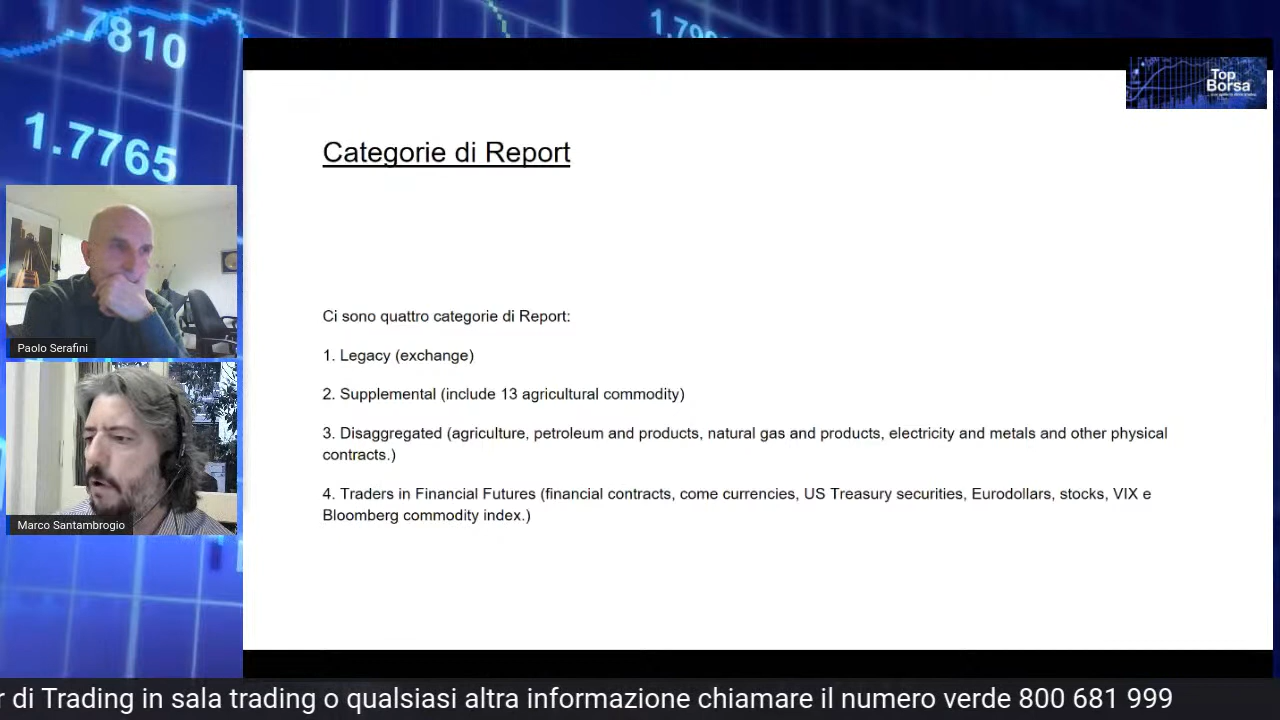 7810
1.7765
Top
Borsa
Categorie di Report
Ci sono quattro categorie di Report:
1. Legacy (exchange)
2. Supplemental (include 13 agricultural commodity)
3. Disaggregated (agriculture, petroleum and products, natural gas and products, electricity and metals and other physical
contracts.)
4. Traders in Financial Futures (financial contracts, come currencies, US Treasury securities, Eurodollars, stocks, VIX e
Bloomberg commodity index.)
Paolo Serafini
Marco Santambrogio
r di Trading in sala trading o qualsiasi altra informazione chiamare il numero verde 800 681 999